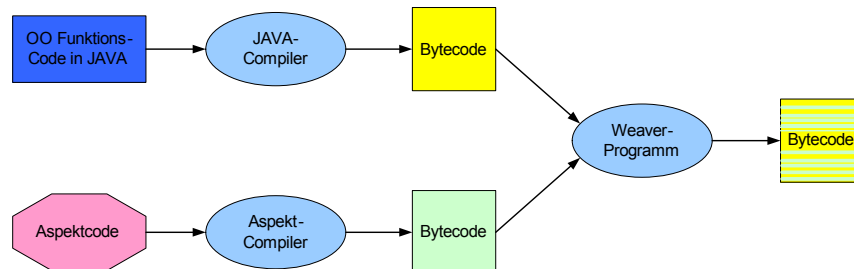 OO Funktions-
Code in JAVA
JAVA-
Compiler
Bytecode
Weaver-
Programm
Bytecode
Aspektcode
Aspekt-
Compiler
Bytecode